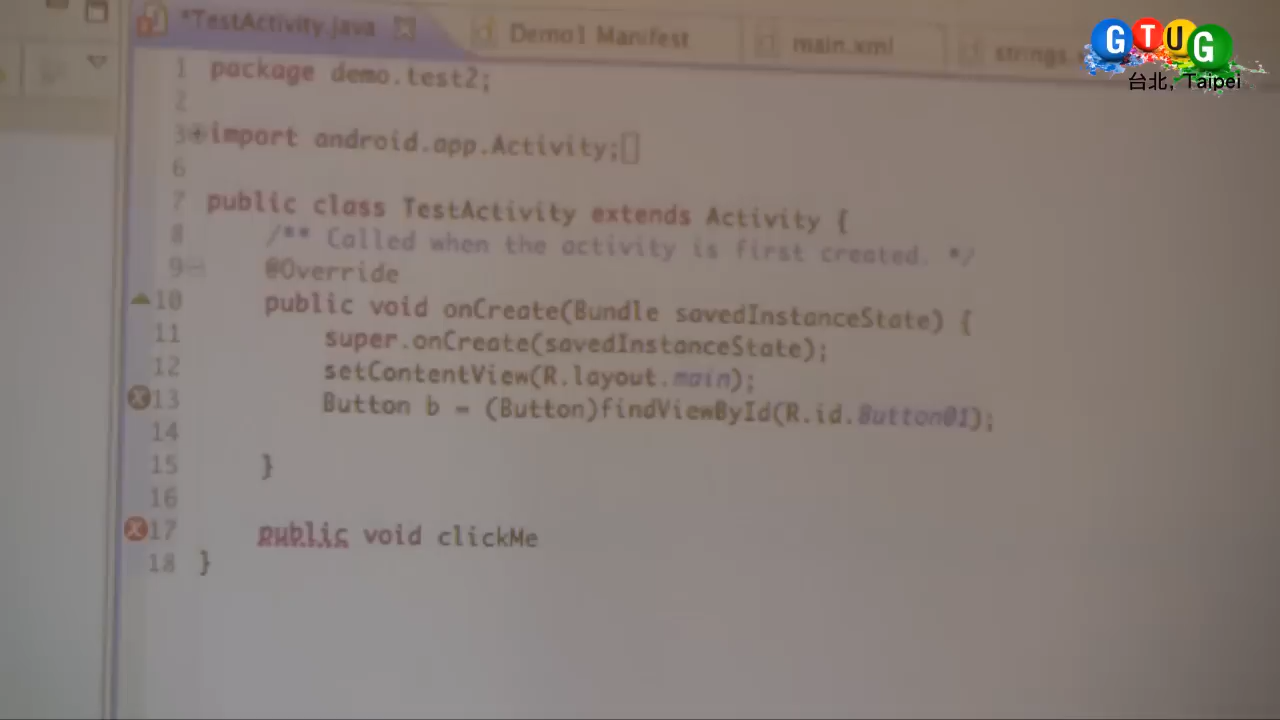 *TestActivity.java
Demo1 Manifest
main.xml
strings.
GTUG
台北, Taipei
1 package demo.test2;
2
3 import android.app.Activity;
6
7 public class TestActivity extends Activity {
8 /** Called when the activity is first created. */
9 @Override
10 public void onCreate(Bundle savedInstanceState) {
11 super.onCreate(savedInstanceState);
12 setContentView(R.layout.main);
13 Button b = (Button)findViewById(R.id.Button01);
14
15 }
16
17 public void clickMe
18 }